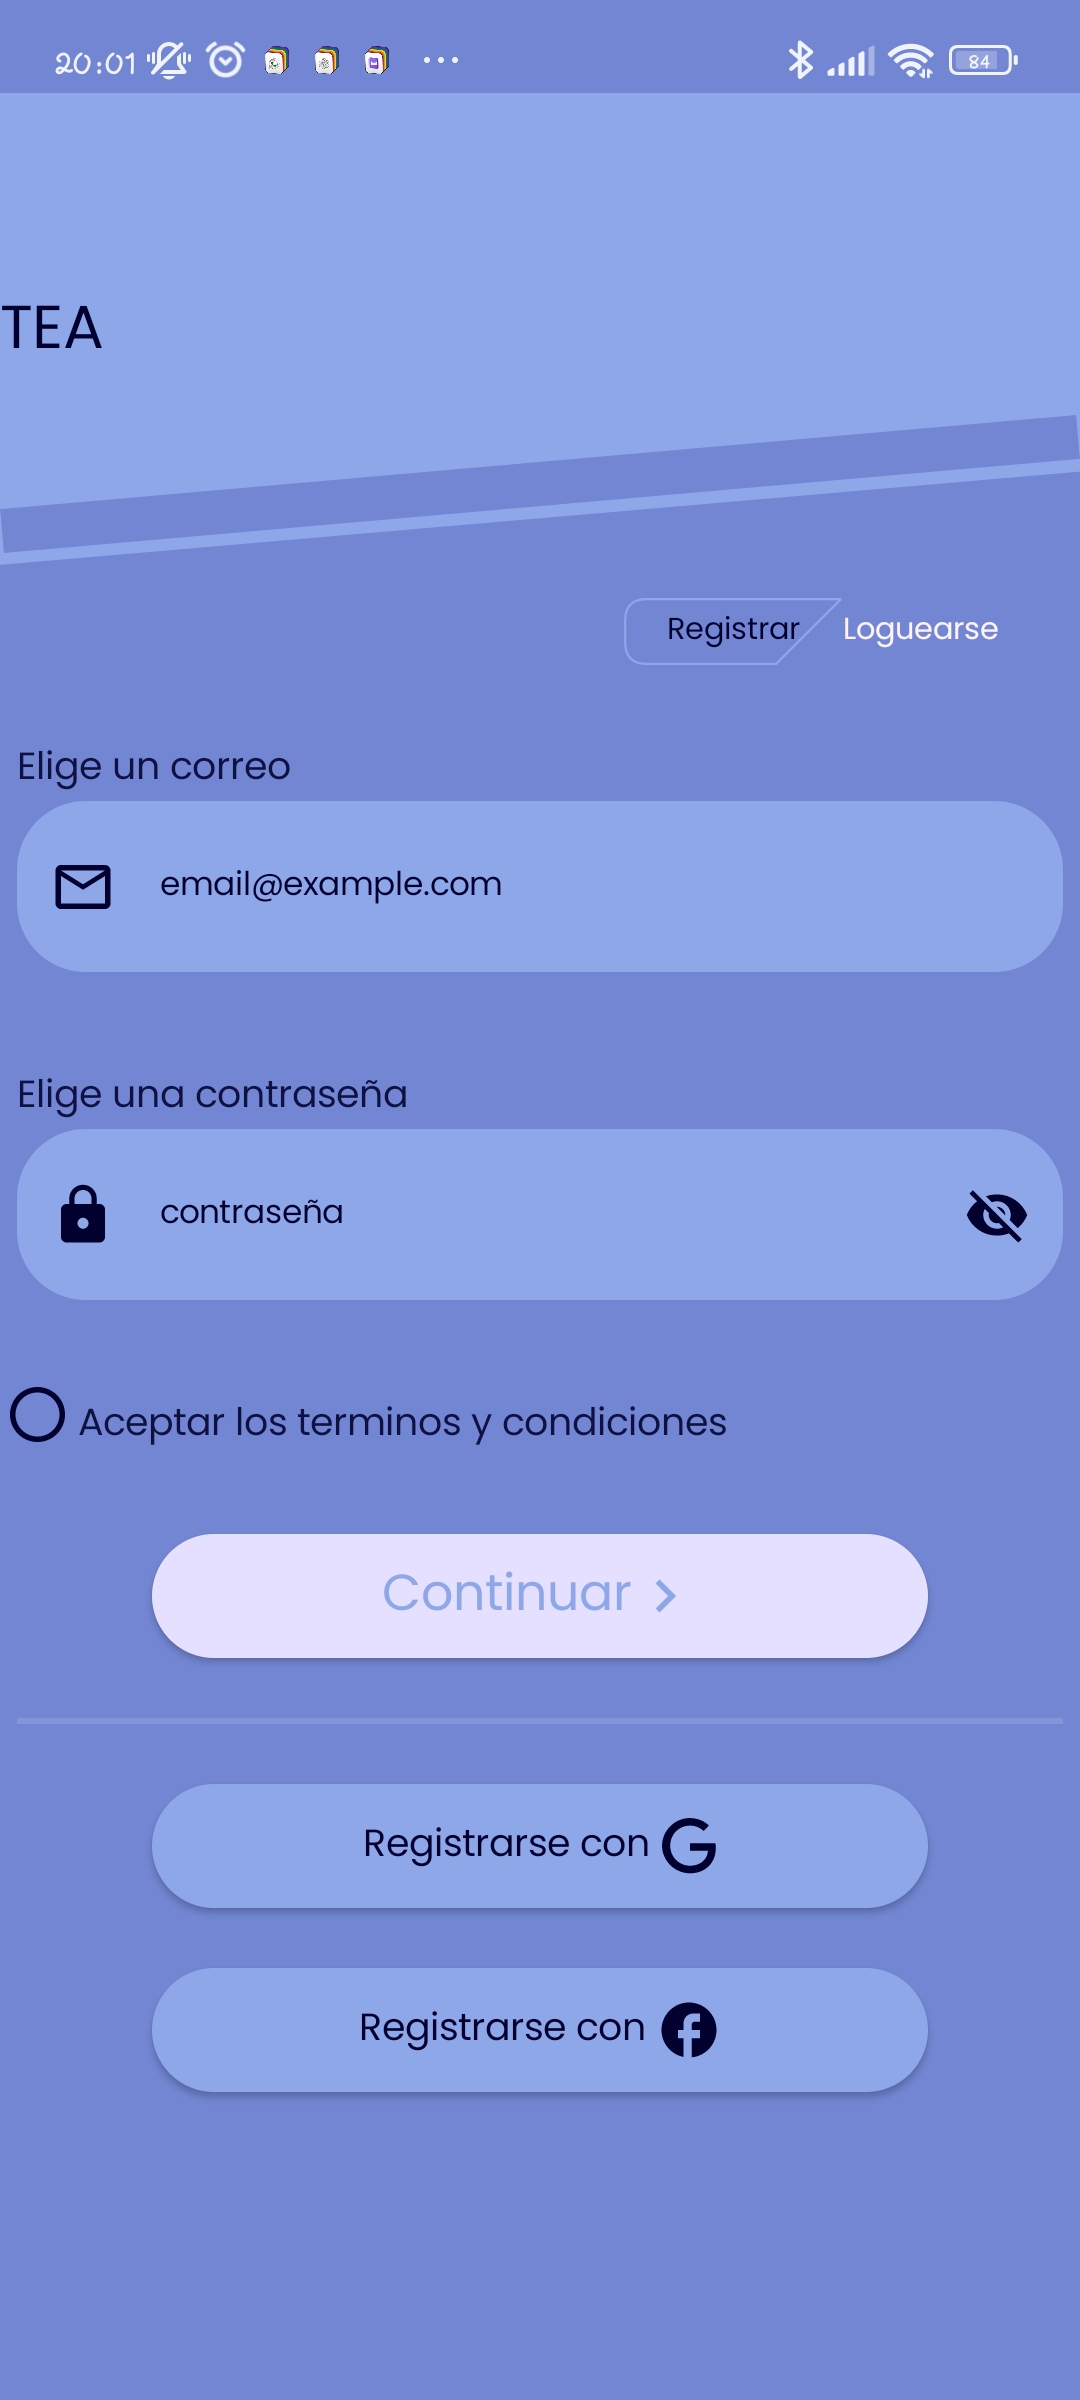 20:01
84
TEA
Registrar Loguearse
Elige un correo
email@example.com
Elige una contraseña
contraseña
Aceptar los terminos y condiciones
Continuar
Registrarse con
Registrarse con